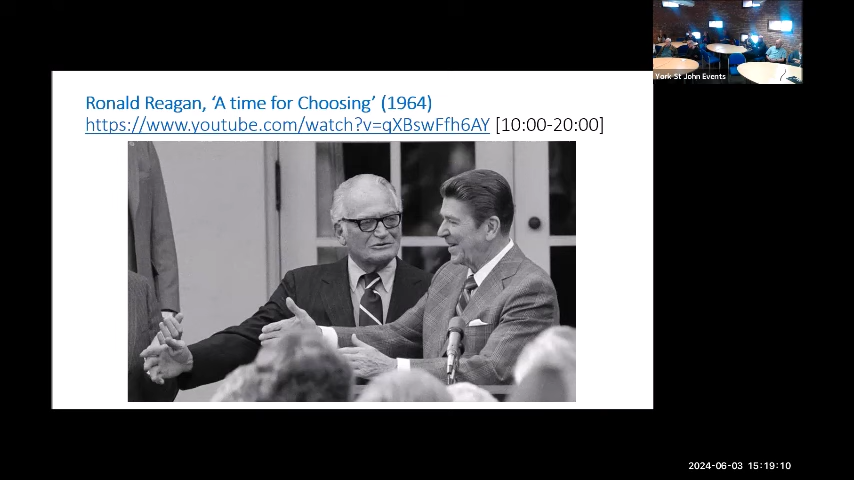 Ronald Reagan, ‘A time for Choosing’ (1964)
https://www.youtube.com/watch?v=qXBswFfh6AY [10:00-20:00]
York St John Events
2024-06-03 15:19:10